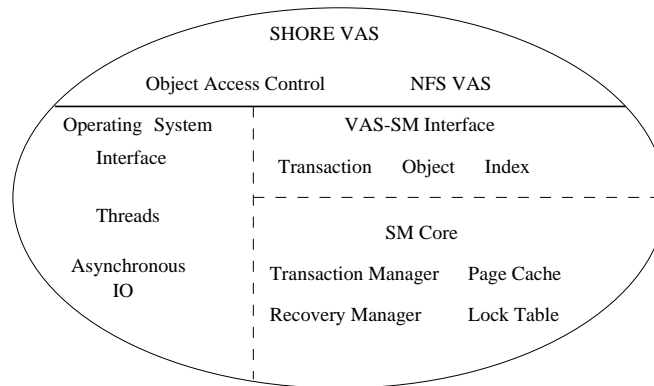 SHORE VAS
Object Access Control NFS VAS
Operating System
Interface
Threads
Asynchronous
IO
VAS-SM Interface
Transaction Object Index
SM Core
Transaction Manager Page Cache
Recovery Manager Lock Table